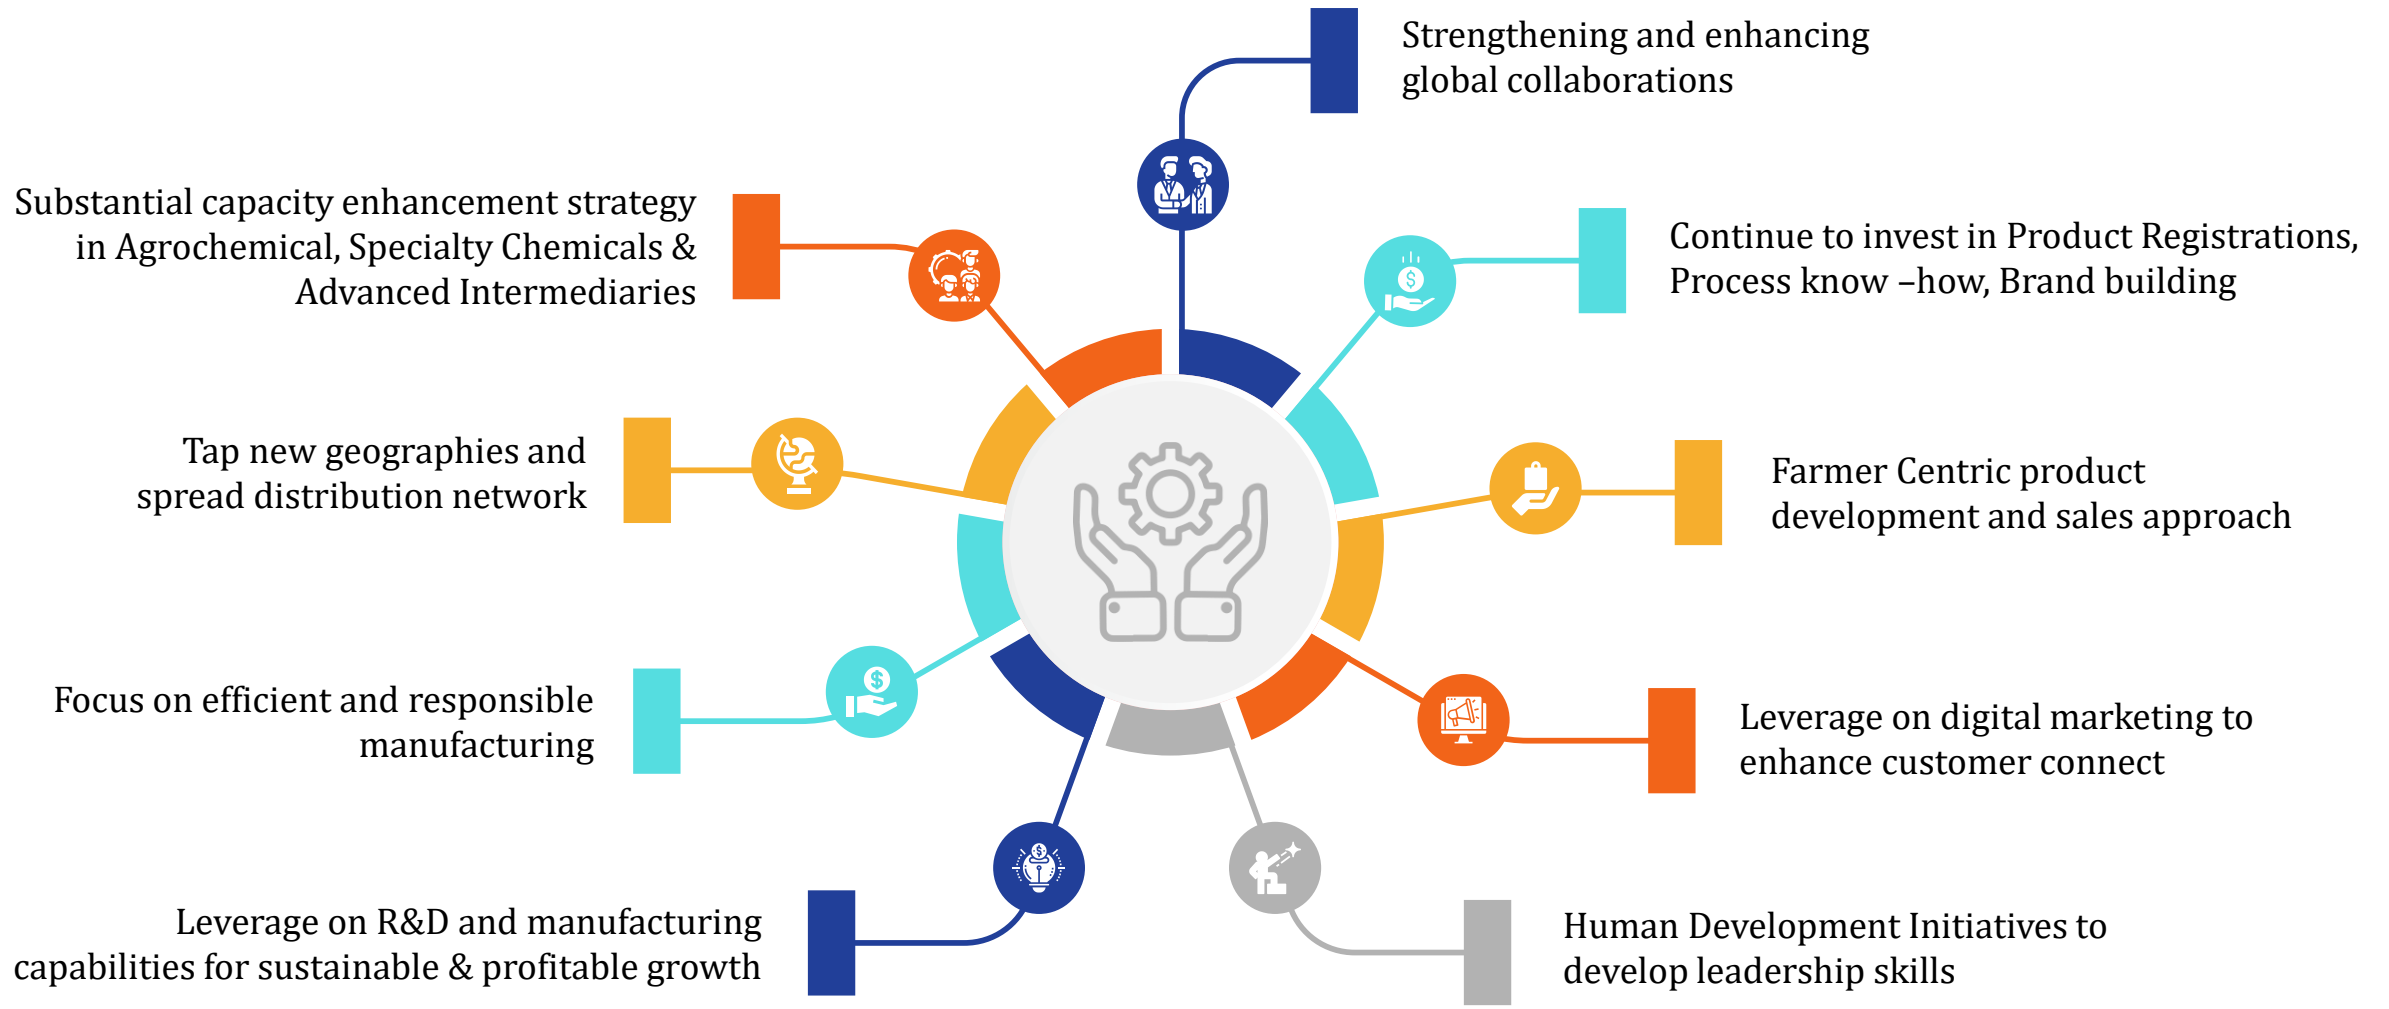 Strengthening and enhancing
global collaborations
Continue to invest in Product Registrations,
Process know –how, Brand building
Farmer Centric product
development and sales approach
Leverage on digital marketing to
enhance customer connect
Human Development Initiatives to
develop leadership skills
Leverage on R&D and manufacturing
capabilities for sustainable & profitable growth
Focus on efficient and responsible
manufacturing
Tap new geographies and
spread distribution network
Substantial capacity enhancement strategy
in Agrochemical, Specialty Chemicals &
Advanced Intermediaries